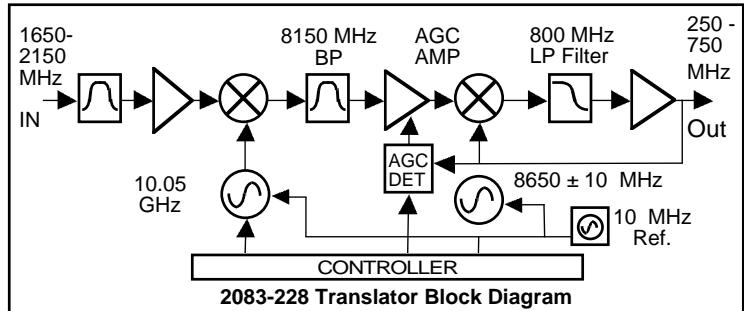 1650-
2150
MHz
IN
8150 MHz
BP
AGC
AMP
800 MHz
LP Filter
250 -
750
MHz
Out
10.05
GHz
AGC
DET
8650 ± 10 MHz
10 MHz
Ref.
CONTROLLER
2083-228 Translator Block Diagram